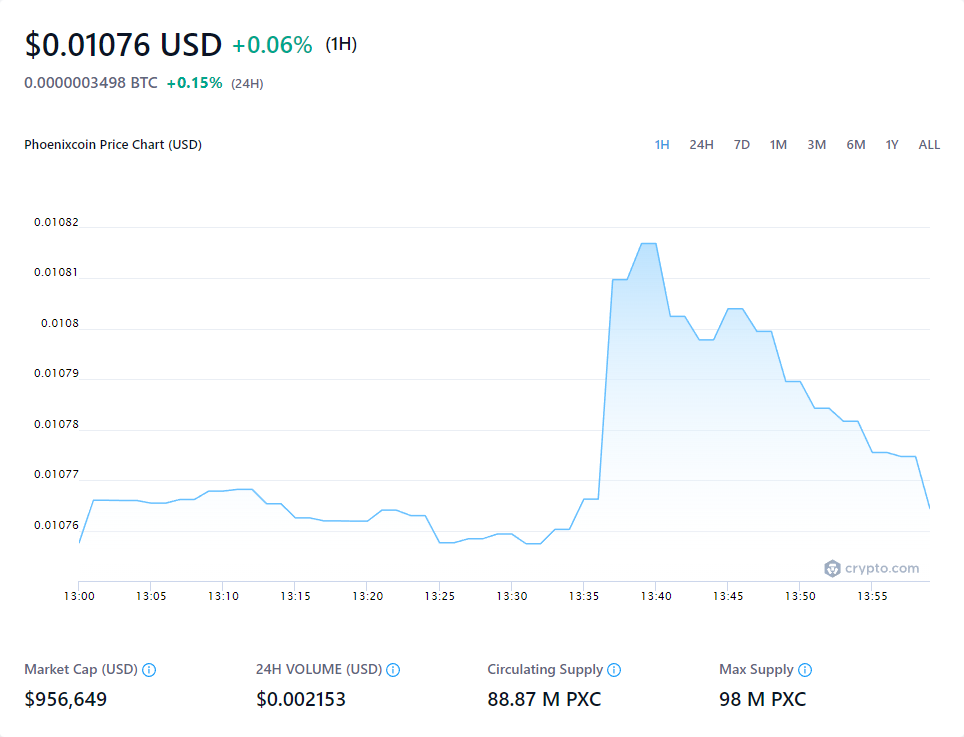 $0.01076 USD +0.06% (1H)
0.0000003498 BTC +0.15% (24H)
Phoenixcoin Price Chart (USD) 1H 24H 7D 1M 3M 6M 1Y ALL
0.01082
0.01081
0.0108
0.01079
0.01078
0.01077
0.01076
crypto.com
13:00 13:05 13:10 13:15 13:20 13:25 13:30 13:35 13:40 13:45 13:50 13:55
Market Cap (USD) 24H VOLUME (USD) Circulating Supply Max Supply
$956,649 $0.002153 88.87 M PXC 98 M PXC